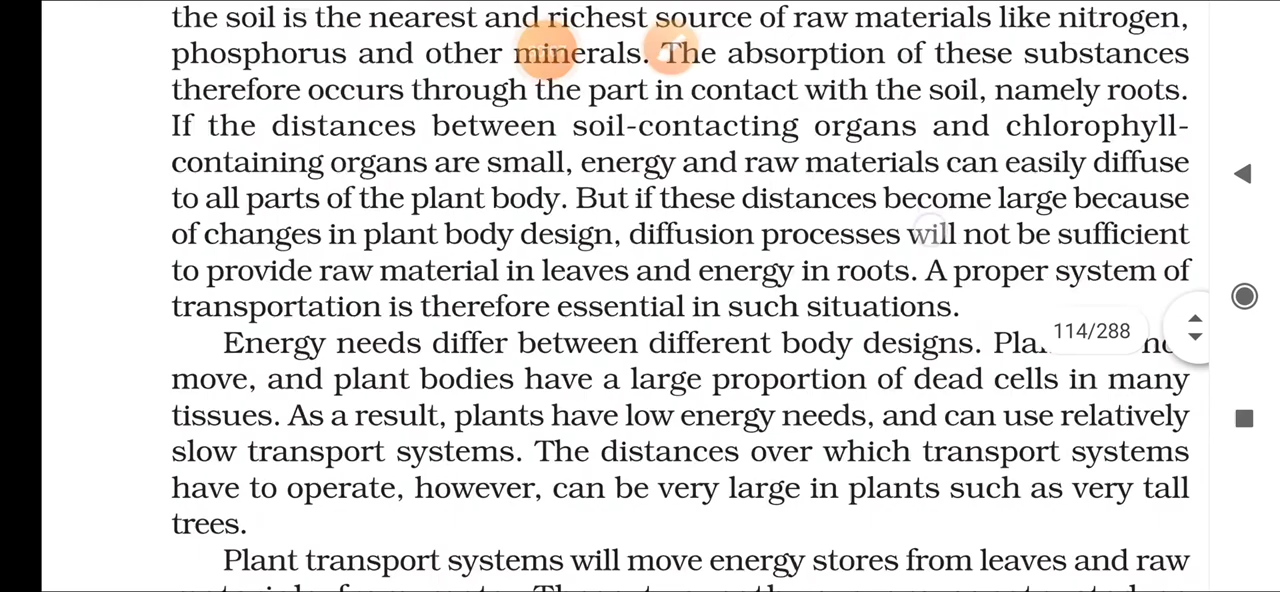 the soil is the nearest and richest source of raw materials like nitrogen,
phosphorus and other minerals. The absorption of these substances
therefore occurs through the part in contact with the soil, namely roots.
If the distances between soil-contacting organs and chlorophyll-
containing organs are small, energy and raw materials can easily diffuse
to all parts of the plant body. But if these distances become large because
of changes in plant body design, diffusion processes will not be sufficient
to provide raw material in leaves and energy in roots. A proper system of
transportation is therefore essential in such situations.
Energy needs differ between different body designs.
114/288
move, and plant bodies have a large proportion of dead cells in many
tissues. As a result, plants have low energy needs, and can use relatively
slow transport systems. The distances over which transport systems
have to operate, however, can be very large in plants such as very tall
trees.
Plant transport systems will move energy stores from leaves and raw